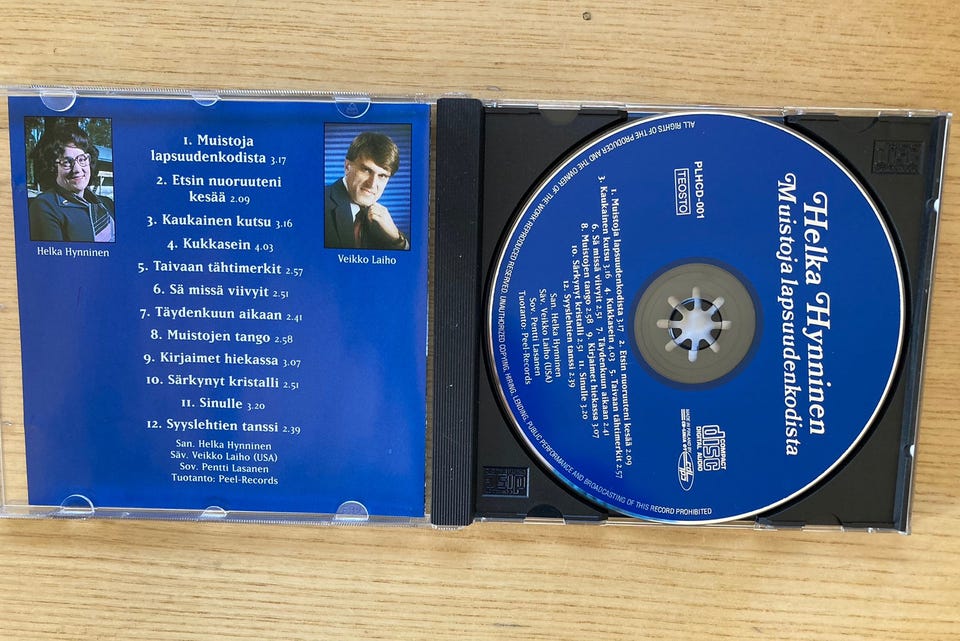 1. Muistoja
lapsuudenkodista 3.17
2. Etsin nuoruuteni
kesää 2.09
3. Kaukainen kutsu 3.16
4. Kukkasein 4.03
5. Taivaan tähtimerkit 2.57
6. Sä missä viivyit 2.51
7. Täydenkuun aikaan 2.41
8. Muistojen tango 2.58
9. Kirjaimet hiekassa 3.07
10. Särkynyt kristalli 2.51
11. Sinulle 3.20
12. Syyslehtien tanssi 2.39
San. Helka Hynninen
Säv. Veikko Laiho (USA)
Sov. Pentti Lasanen
Tuotanto: Peel-Records
Helka Hynninen
Veikko Laiho
Helka Hynninen
Muistoja lapsuudenkodista
PLHCD-001
TEOSTO
COMPACT
disc
DIGITAL AUDIO
1. Muistoja lapsuudenkodista 3.17 2. Etsin nuoruuteni kesää 2.09
3. Kaukainen kutsu 3.16 4. Kukkasein 4.03 5. Taivaan tähtimerkit 2.57
6. Sä missä viivyit 2.51 7. Täydenkuun aikaan 2.41
8. Muistojen tango 2.58 9. Kirjaimet hiekassa 3.07
10. Särkynyt kristalli 2.51 11. Sinulle 3.20
12. Syyslehtien tanssi 2.39
San. Helka Hynninen
Säv. Veikko Laiho (USA)
Sov. Pentti Lasanen
Tuotanto: Peel-Records
ALL RIGHTS OF THE PRODUCER AND THE OWNER OF THE WORK REPRODUCED RESERVED. UNAUTHORIZED COPYING, HIRING, LENDING, PUBLIC PERFORMANCE AND BROADCASTING OF THIS RECORD PROHIBITED